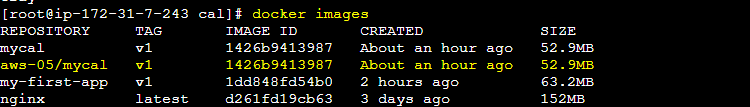 [root@ip-172-31-7-243 cal]# docker images
REPOSITORY TAG IMAGE ID CREATED SIZE
mycal v1 1426b9413987 About an hour ago 52.9MB
aws-05/mycal v1 1426b9413987 About an hour ago 52.9MB
my-first-app v1 1dd848fd54b0 2 hours ago 63.2MB
nginx latest d261fd19cb63 3 days ago 152MB